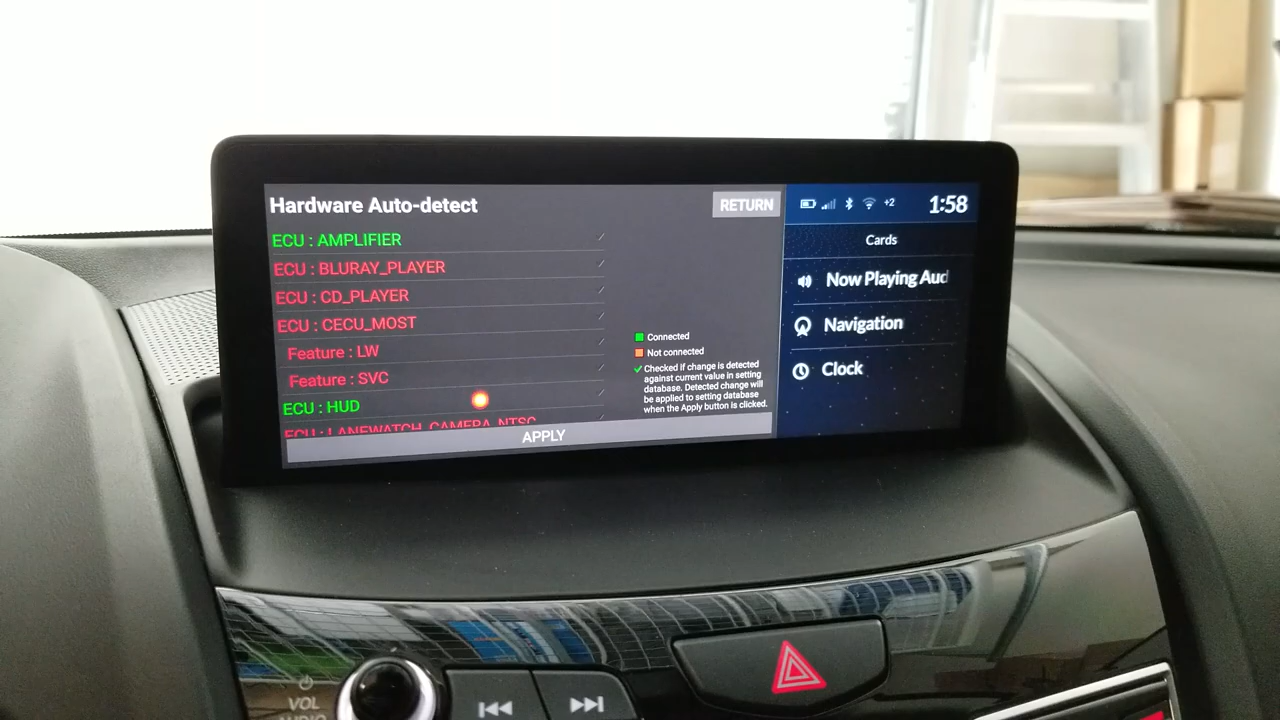 Hardware Auto-detect
RETURN
ECU : AMPLIFIER
ECU : BLURAY_PLAYER
ECU : CD_PLAYER
ECU : CECU_MOST
Feature : LW
Feature : SVC
ECU : HUD
ECU : LANEWATCH_CAMERA_NTSC
Connected
Not connected
Checked if change is detected
against current value in setting
database. Detected change will
be applied to setting database
when the Apply button is clicked.
APPLY
+2
1:58
Cards
Now Playing Aud
Navigation
Clock
VOL
AUDIO